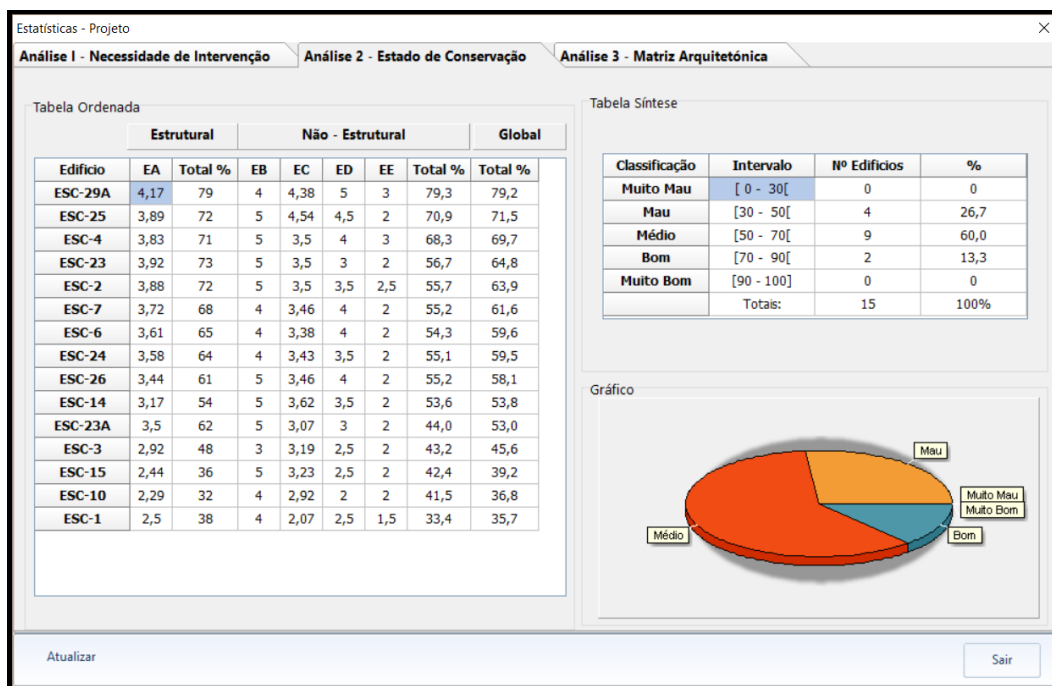 Estatísticas - Projeto
Análise I - Necessidade de Intervenção Análise 2 - Estado de Conservação Análise 3 - Matriz Arquitetónica
Tabela Ordenada
Estrutural Não - Estrutural Global
Edificio EA Total % EB EC ED EE Total % Total %
ESC-29A 4,17 79 4 4,38 5 3 79,3 79,2
ESC-25 3,89 72 5 4,54 4,5 2 70,9 71,5
ESC-4 3,83 71 5 3,5 4 3 68,3 69,7
ESC-23 3,92 73 5 3,5 3 2 56,7 64,8
ESC-2 3,88 72 5 3,5 3,5 2,5 55,7 63,9
ESC-7 3,72 68 4 3,46 4 2 55,2 61,6
ESC-6 3,61 65 4 3,38 4 2 54,3 59,6
ESC-24 3,58 64 4 3,43 3,5 2 55,1 59,5
ESC-26 3,44 61 5 3,46 4 2 55,2 58,1
ESC-14 3,17 54 5 3,62 3,5 2 53,6 53,8
ESC-23A 3,5 62 5 3,07 3 2 44,0 53,0
ESC-3 2,92 48 3 3,19 2,5 2 43,2 45,6
ESC-15 2,44 36 5 3,23 2,5 2 42,4 39,2
ESC-10 2,29 32 4 2,92 2 2 41,5 36,8
ESC-1 2,5 38 4 2,07 2,5 1,5 33,4 35,7
Tabela Síntese
Classificação Intervalo Nº Edificios %
Muito Mau [ 0 - 30[ 0 0
Mau [30 - 50[ 4 26,7
Médio [50 - 70[ 9 60,0
Bom [70 - 90[ 2 13,3
Muito Bom [90 - 100] 0 0
Totais: 15 100%
Gráfico
Mau
Muito Mau
Muito Bom
Médio
Bom
Atualizar
Sair